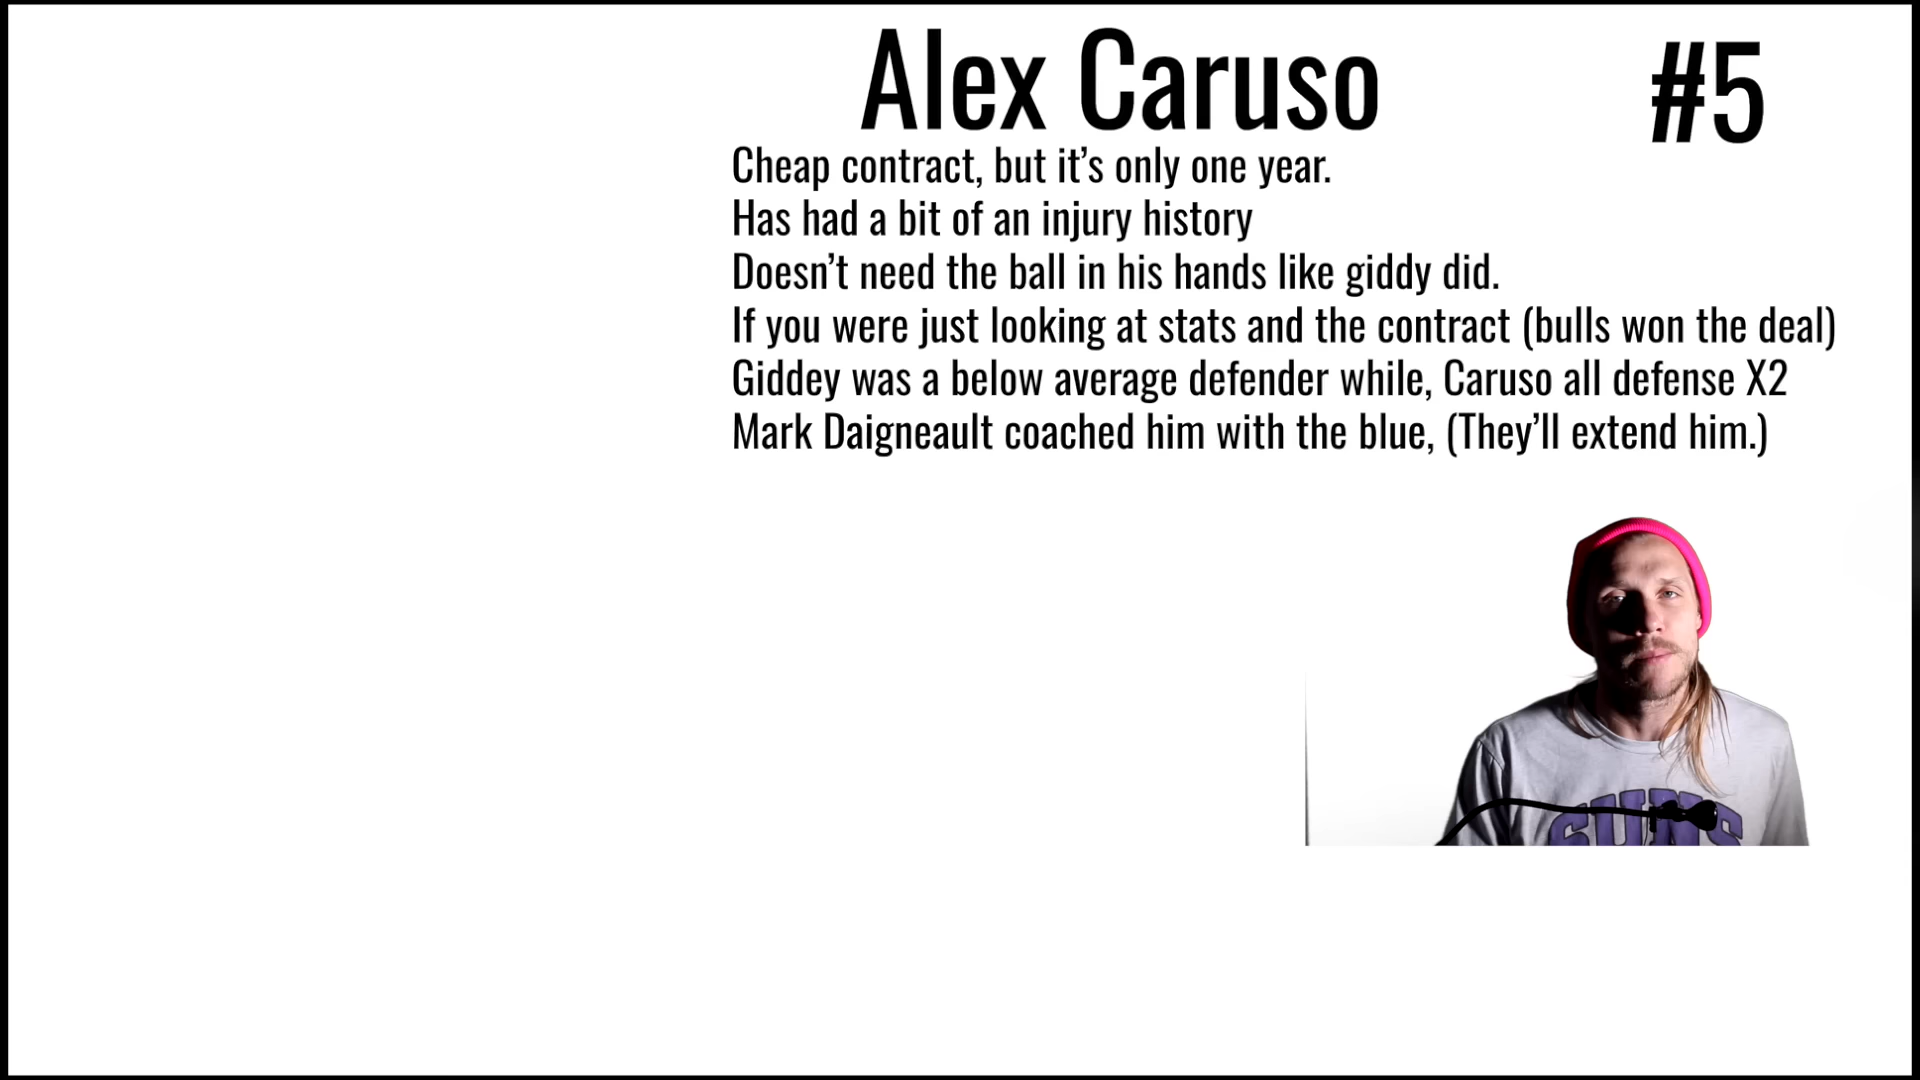 Alex Caruso #5
Cheap contract, but it's only one year.
Has had a bit of an injury history
Doesn't need the ball in his hands like giddy did.
If you were just looking at stats and the contract (bulls won the deal)
Giddey was a below average defender while, Caruso all defense X2
Mark Daigneault coached him with the blue, (They'll extend him.)
SUNS